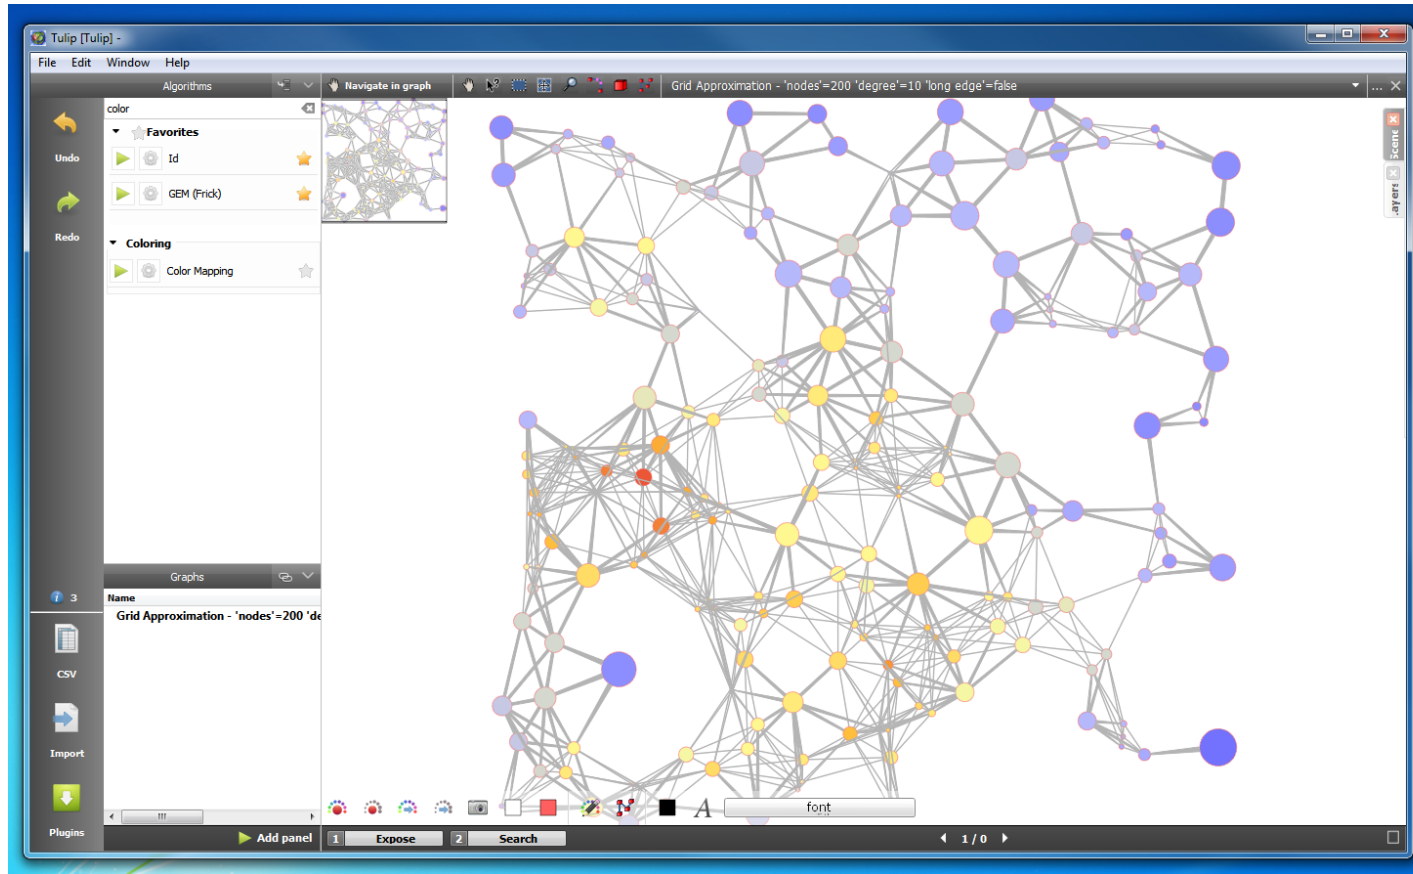 Tulip [Tulip] -
File Edit Window Help
Algorithms
Navigate in graph
Grid Approximation - 'nodes'=200 'degree'=10 'long edge'=false
...
color
Undo
Redo
Favorites
Id
GEM (Frick)
Coloring
Color Mapping
Scene
Layers
Graphs
Name
Grid Approximation - 'nodes'=200 'de
3
CSV
Import
Plugins
A
font
Add panel
1 Expose
2 Search
1 / 0